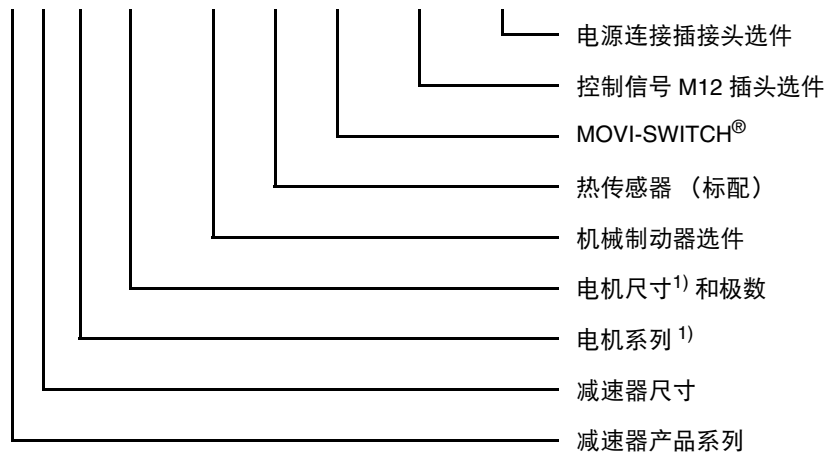 电源连接插接头选件
控制信号 M12 插头选件
MOVI-SWITCH®
热传感器 （标配）
机械制动器选件
电机尺寸1) 和极数
电机系列 1)
减速器尺寸
减速器产品系列